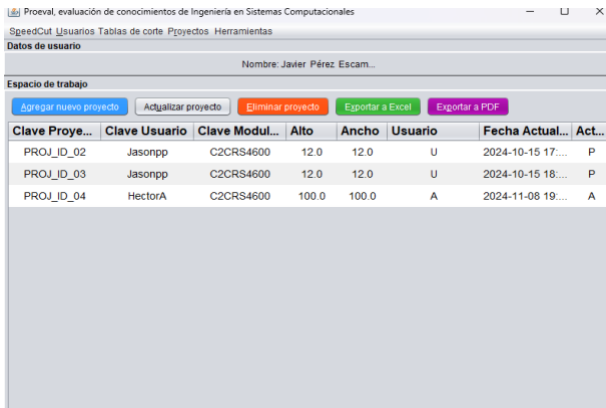 Proeval, evaluación de conocimientos de Ingeniería en Sistemas Computacionales
SpeedCut Usuarios Tablas de corte Proyectos Herramientas
Datos de usuario
Nombre: Javier Pérez Escam...
Espacio de trabajo
Agregar nuevo proyecto Actualizar proyecto Eliminar proyecto Exportar a Excel Exportar a PDF
Clave Proye... Clave Usuario Clave Modul... Alto Ancho Usuario Fecha Actual... Act...
PROJ_ID_02 Jasonpp C2CRS4600 12.0 12.0 U 2024-10-15 17:... P
PROJ_ID_03 Jasonpp C2CRS4600 12.0 12.0 U 2024-10-15 18:... P
PROJ_ID_04 HectorA C2CRS4600 100.0 100.0 A 2024-11-08 19:... A